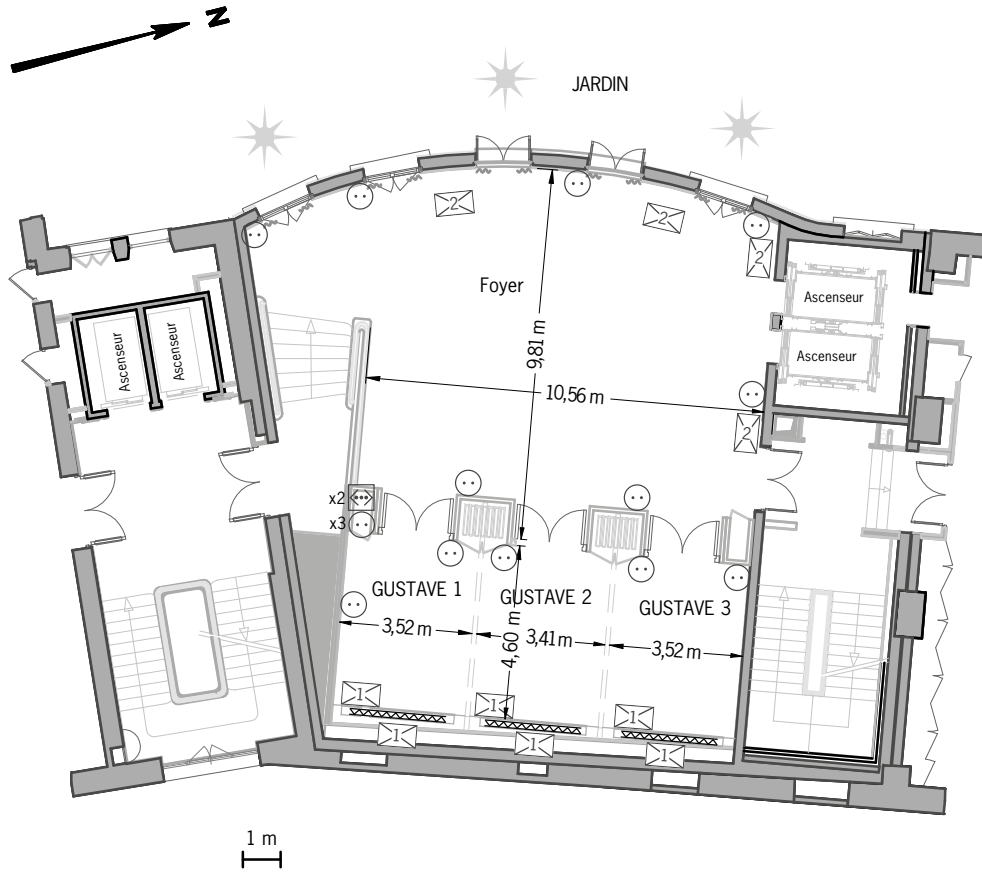 N
JARDIN
2
2
2
Foyer
Ascenseur
Ascenseur
Ascenseur
Ascenseur
9,81 m
10,56 m
2
x2
x3
GUSTAVE 1
GUSTAVE 2
GUSTAVE 3
3,52 m
3,41 m
3,52 m
4,60 m
1
1
1
1
1
1
1 m